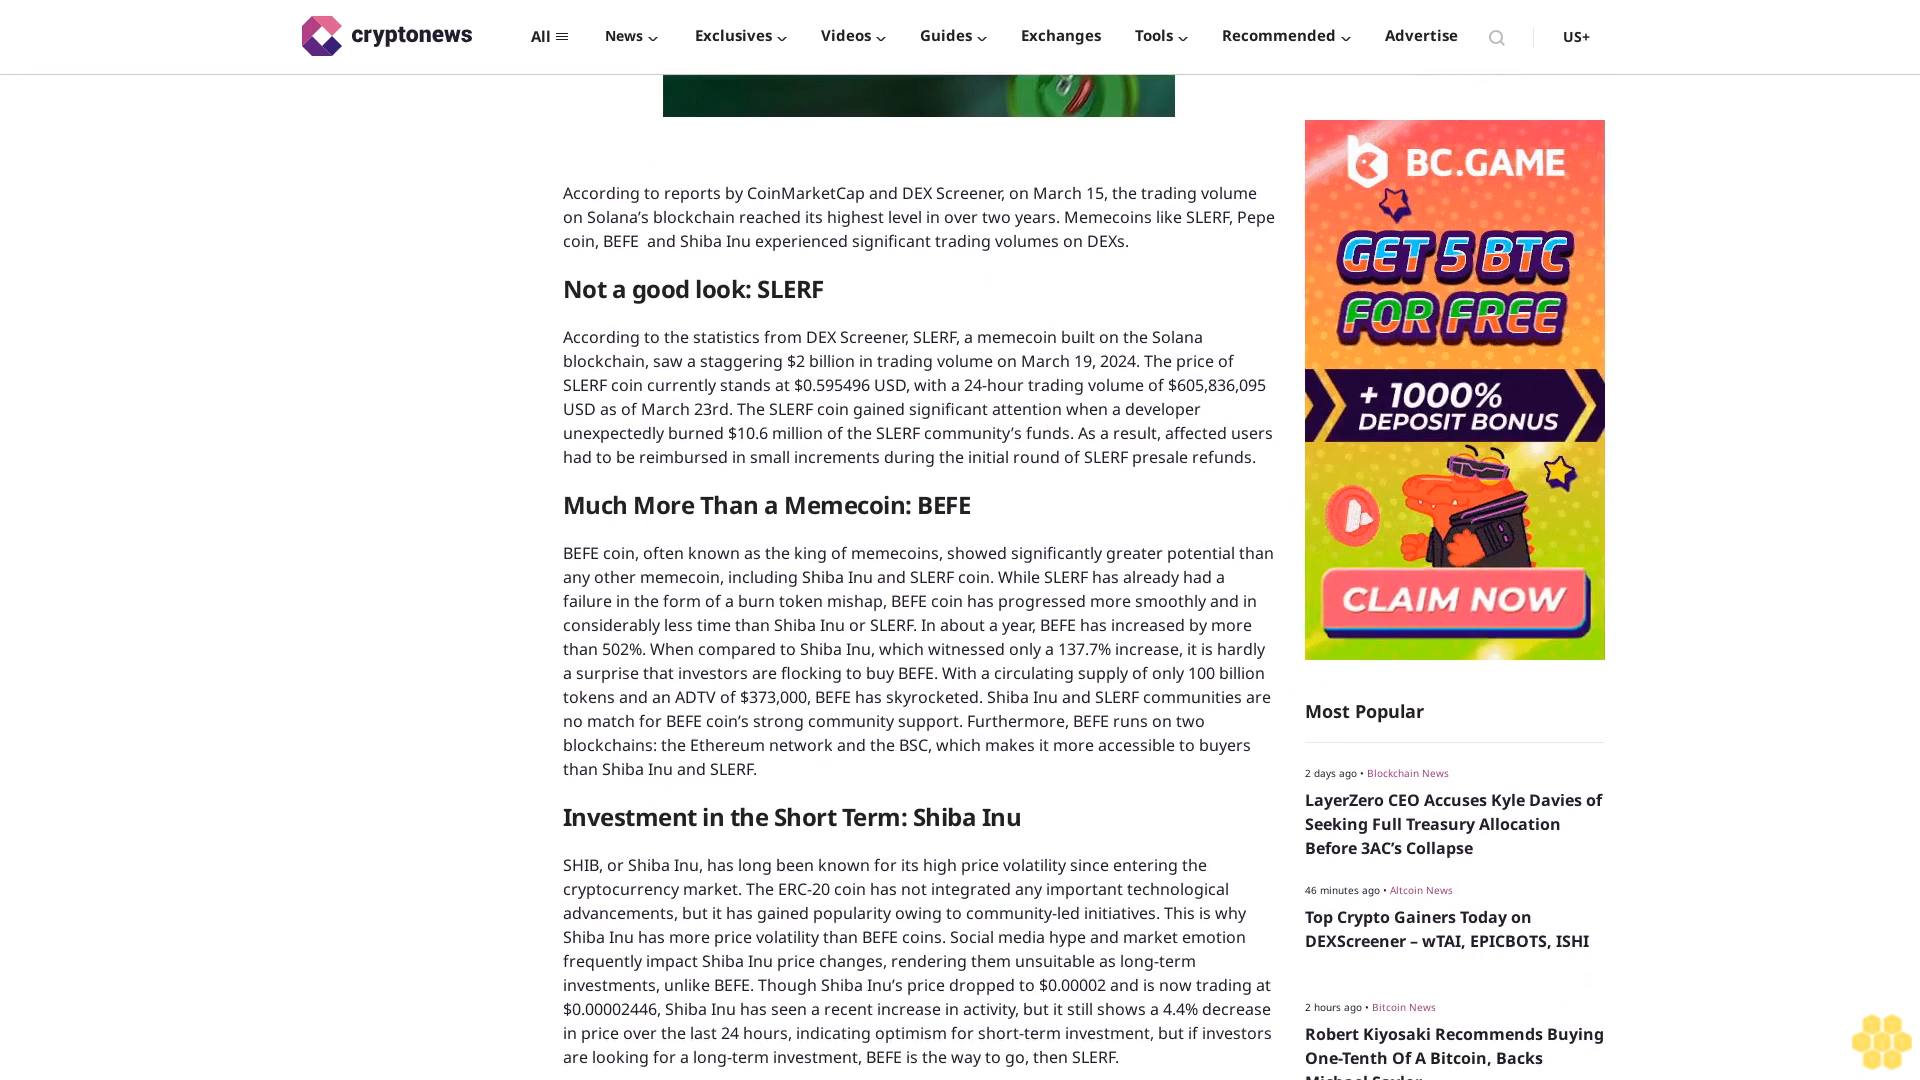 cryptonews
All
News
Exclusives
Videos
Guides
Exchanges
Tools
Recommended
Advertise
US+
According to reports by CoinMarketCap and DEX Screener, on March 15, the trading volume
on Solana’s blockchain reached its highest level in over two years. Memecoins like SLERF, Pepe
coin, BEFE  and Shiba Inu experienced significant trading volumes on DEXs.
Not a good look: SLERF
According to the statistics from DEX Screener, SLERF, a memecoin built on the Solana
blockchain, saw a staggering $2 billion in trading volume on March 19, 2024. The price of
SLERF coin currently stands at $0.595496 USD, with a 24-hour trading volume of $605,836,095
USD as of March 23rd. The SLERF coin gained significant attention when a developer
unexpectedly burned $10.6 million of the SLERF community’s funds. As a result, affected users
had to be reimbursed in small increments during the initial round of SLERF presale refunds.
Much More Than a Memecoin: BEFE
BEFE coin, often known as the king of memecoins, showed significantly greater potential than
any other memecoin, including Shiba Inu and SLERF coin. While SLERF has already had a
failure in the form of a burn token mishap, BEFE coin has progressed more smoothly and in
considerably less time than Shiba Inu or SLERF. In about a year, BEFE has increased by more
than 502%. When compared to Shiba Inu, which witnessed only a 137.7% increase, it is hardly
a surprise that investors are flocking to buy BEFE. With a circulating supply of only 100 billion
tokens and an ADTV of $373,000, BEFE has skyrocketed. Shiba Inu and SLERF communities are
no match for BEFE coin’s strong community support. Furthermore, BEFE runs on two
blockchains: the Ethereum network and the BSC, which makes it more accessible to buyers
than Shiba Inu and SLERF.
Investment in the Short Term: Shiba Inu
SHIB, or Shiba Inu, has long been known for its high price volatility since entering the
cryptocurrency market. The ERC-20 coin has not integrated any important technological
advancements, but it has gained popularity owing to community-led initiatives. This is why
Shiba Inu has more price volatility than BEFE coins. Social media hype and market emotion
frequently impact Shiba Inu price changes, rendering them unsuitable as long-term
investments, unlike BEFE. Though Shiba Inu’s price dropped to $0.00002 and is now trading at
$0.00002446, Shiba Inu has seen a recent increase in activity, but it still shows a 4.4% decrease
in price over the last 24 hours, indicating optimism for short-term investment, but if investors
are looking for a long-term investment, BEFE is the way to go, then SLERF.
BC.GAME
GET 5 BTC
FOR FREE
+ 1000%
DEPOSIT BONUS
CLAIM NOW
Most Popular
2 days ago • Blockchain News
LayerZero CEO Accuses Kyle Davies of
Seeking Full Treasury Allocation
Before 3AC’s Collapse
46 minutes ago • Altcoin News
Top Crypto Gainers Today on
DEXScreener – wTAI, EPICBOTS, ISHI
2 hours ago • Bitcoin News
Robert Kiyosaki Recommends Buying
One-Tenth Of A Bitcoin, Backs